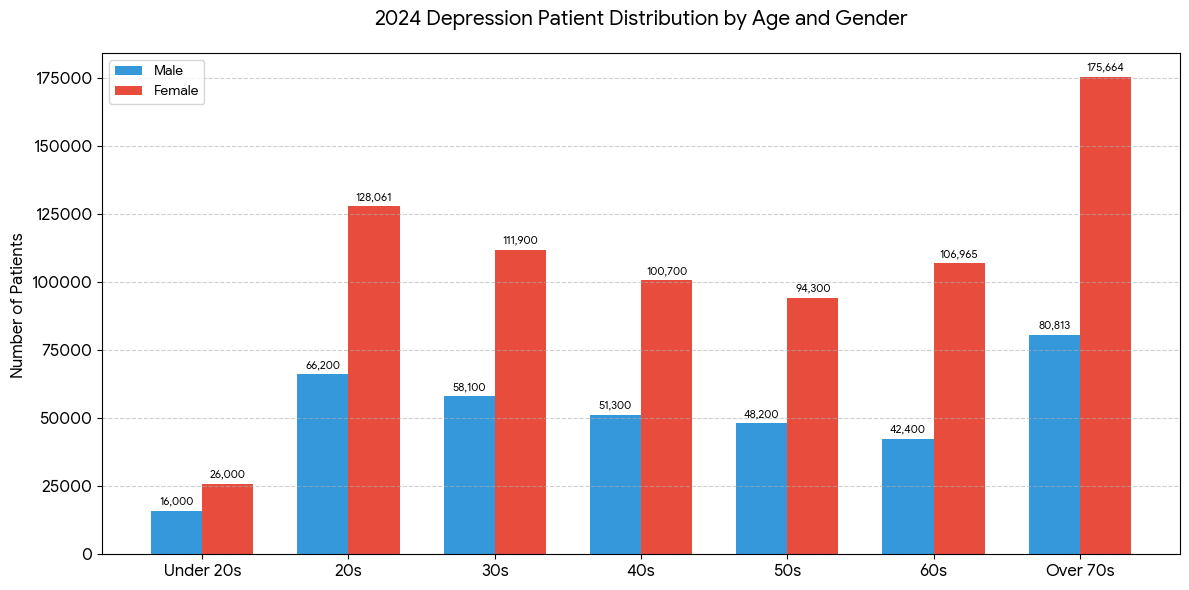 2024 Depression Patient Distribution by Age and Gender
Male
Female
Number of Patients
175000
150000
125000
100000
75000
50000
25000
0
16,000
26,000
66,200
128,061
58,100
111,900
51,300
100,700
48,200
94,300
42,400
106,965
80,813
175,664
Under 20s
20s
30s
40s
50s
60s
Over 70s